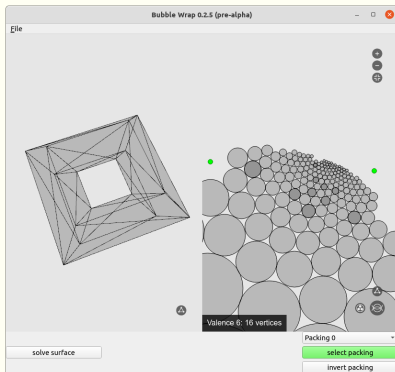 Bubble Wrap 0.2.5 (pre-alpha)
File
Valence 6: 16 vertices
Packing 0
solve surface
select packing
invert packing